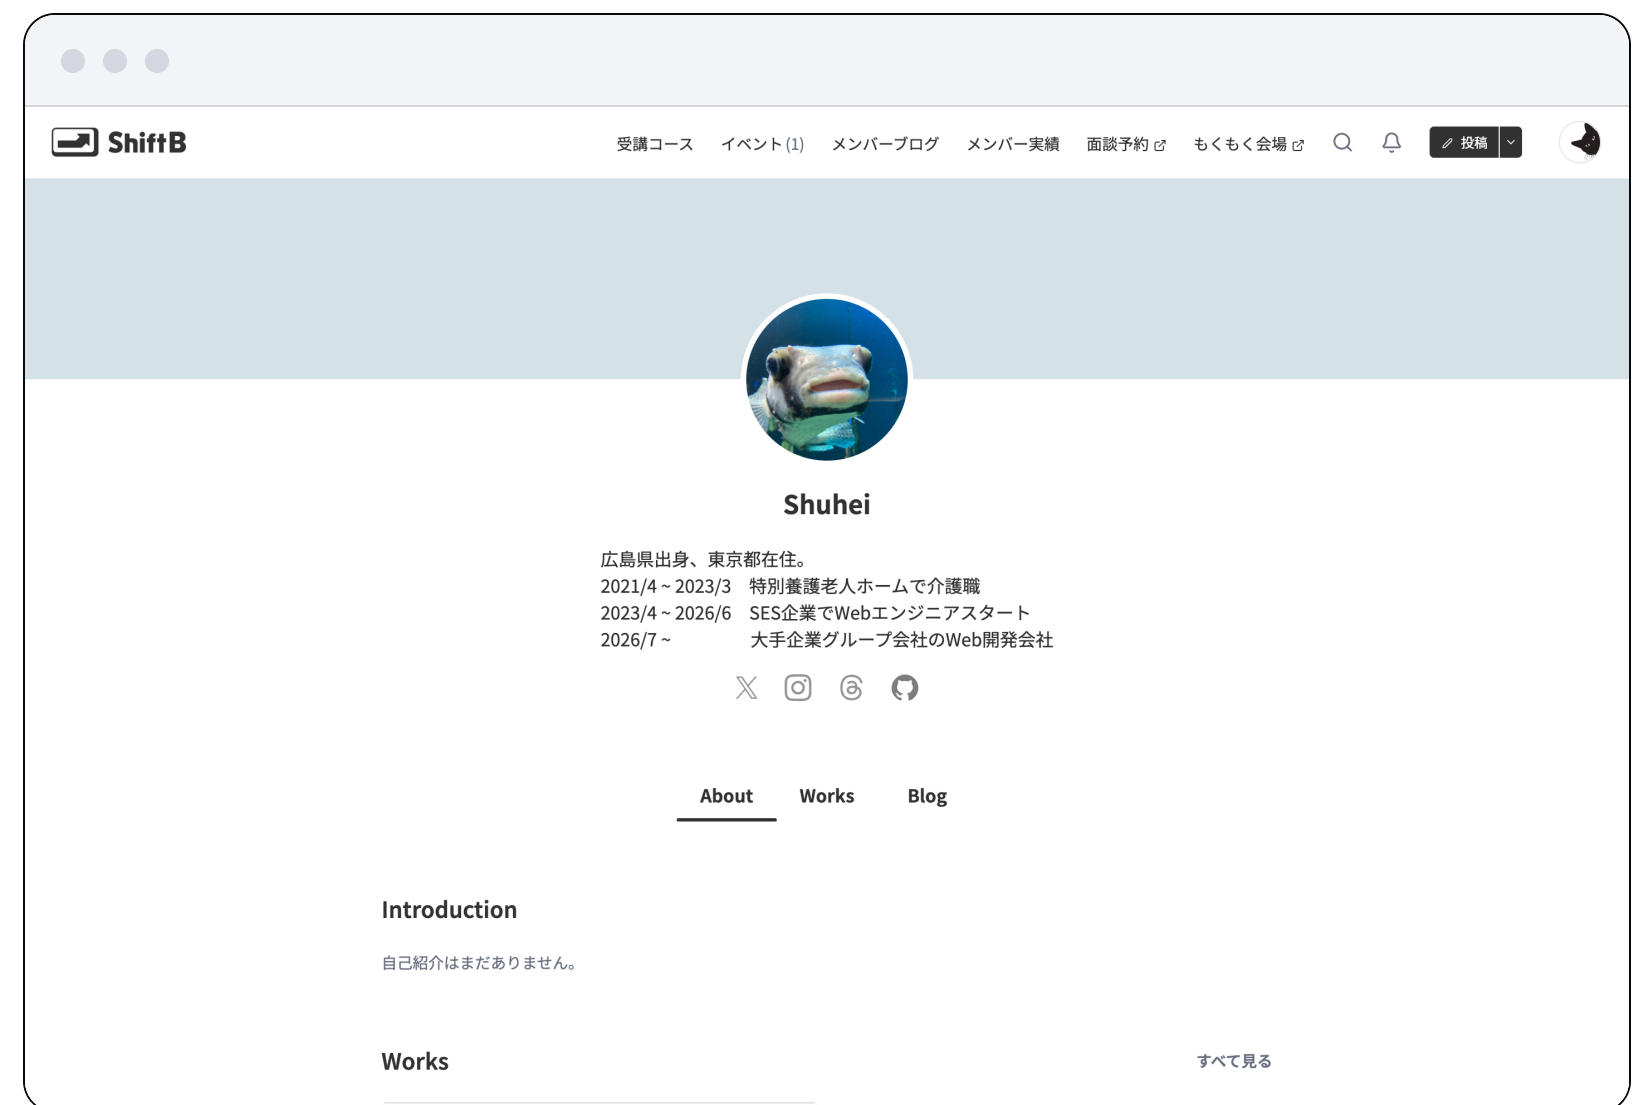 ShiftB
受講コース イベント(1) メンバーブログ メンバー実績 面談予約 もくもく会場 投稿
Shuhei
広島県出身、東京都在住。
2021/4 ~ 2023/3　特別養護老人ホームで介護職
2023/4 ~ 2026/6　SES企業でWebエンジニアスタート
2026/7 ~　　　　 大手企業グループ会社のWeb開発会社
About Works Blog
Introduction
自己紹介はまだありません。
Works すべて見る